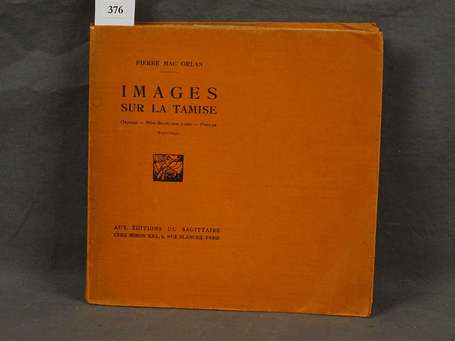 376
PIERRE MAC ORLAN
IMAGES
SUR LA TAMISE
AUX ÉDITIONS DU SAGITTAIRE
CHEZ SIMON KRA, 6, RUE BLANCHE, PARIS